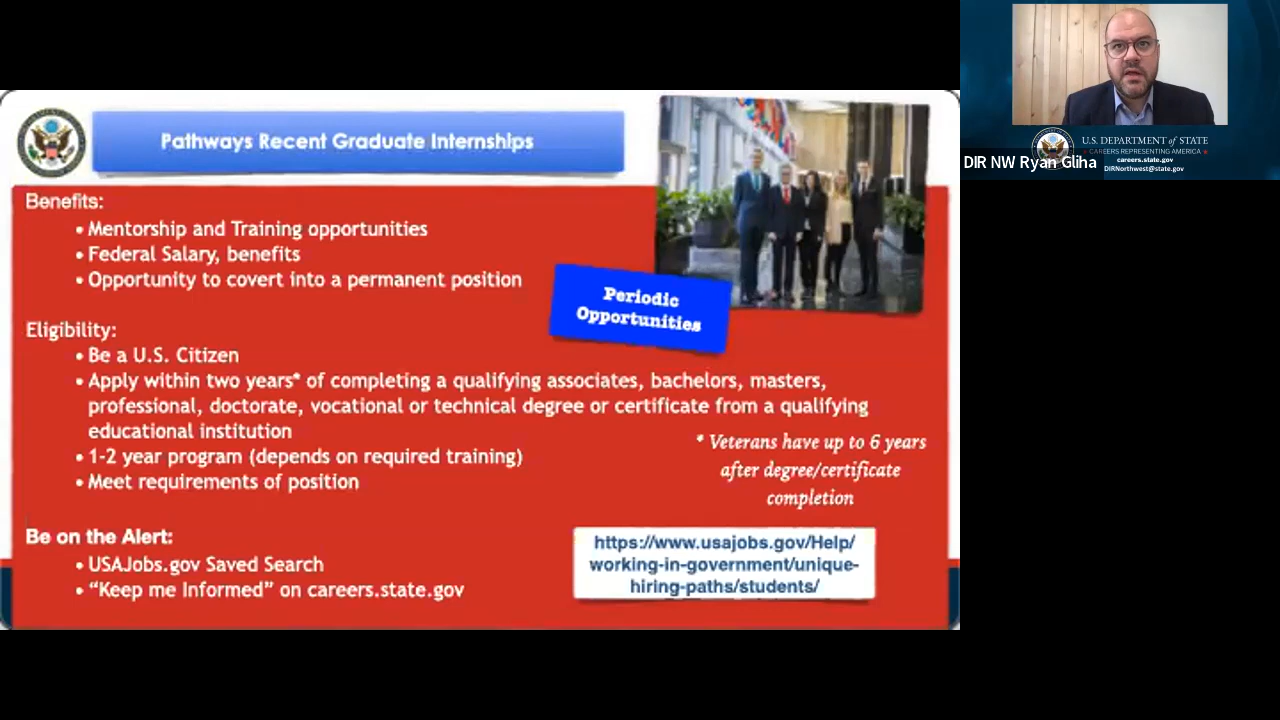 Pathways Recent Graduate Internships
Benefits:
• Mentorship and Training opportunities
• Federal Salary, benefits
• Opportunity to covert into a permanent position
Periodic
Opportunities
Eligibility:
• Be a U.S. Citizen
• Apply within two years* of completing a qualifying associates, bachelors, masters,
professional, doctorate, vocational or technical degree or certificate from a qualifying
educational institution
• 1-2 year program (depends on required training)
• Meet requirements of position
* Veterans have up to 6 years
after degree/certificate
completion
Be on the Alert:
• USAJobs.gov Saved Search
• “Keep me Informed” on careers.state.gov
https://www.usajobs.gov/Help/
working-in-government/unique-
hiring-paths/students/
U.S. DEPARTMENT of STATE
CAREERS REPRESENTING AMERICA
careers.state.gov
DIRNorthwest@state.gov
DIR NW Ryan Gliha